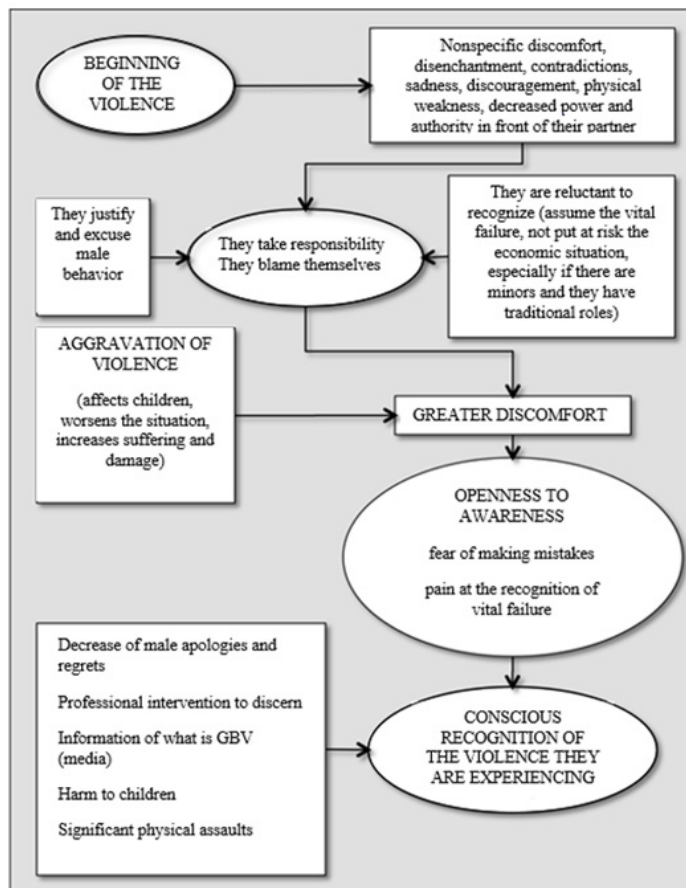 BEGINNING
OF THE
VIOLENCE
Nonspecific discomfort,
disenchantment, contradictions,
sadness, discouragement, physical
weakness, decreased power and
authority in front of their partner
They justify
and excuse
male
behavior
They take responsibility
They blame themselves
They are reluctant to
recognize (assume the vital
failure, not put at risk the
economic situation,
especially if there are
minors and they have
traditional roles)
AGGRAVATION OF
VIOLENCE
(affects children,
worsens the situation,
increases suffering and
damage)
GREATER DISCOMFORT
OPENNESS TO
AWARENESS
fear of making mistakes
pain at the recognition of
vital failure
Decrease of male apologies and
regrets
Professional intervention to discern
Information of what is GBV
(media)
Harm to children
Significant physical assaults
CONSCIOUS
RECOGNITION OF
THE VIOLENCE THEY
ARE EXPERIENCING